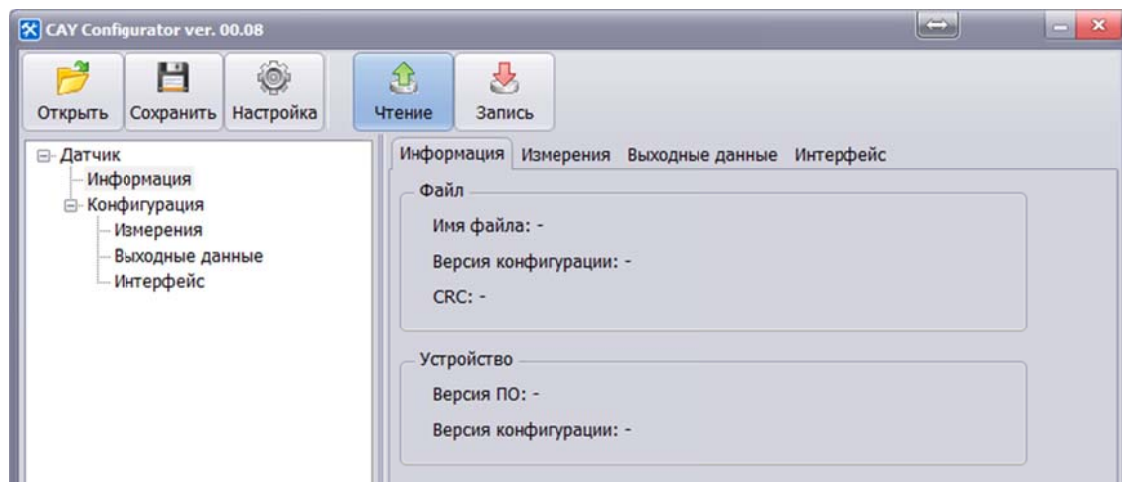 CAY Configurator ver. 00.08
Открыть Сохранить Настройка Чтение Запись
Датчик
Информация
Конфигурация
Измерения
Выходные данные
Интерфейс
Информация Измерения Выходные данные Интерфейс
Файл
Имя файла: -
Версия конфигурации: -
CRC: -
Устройство
Версия ПО: -
Версия конфигурации: -